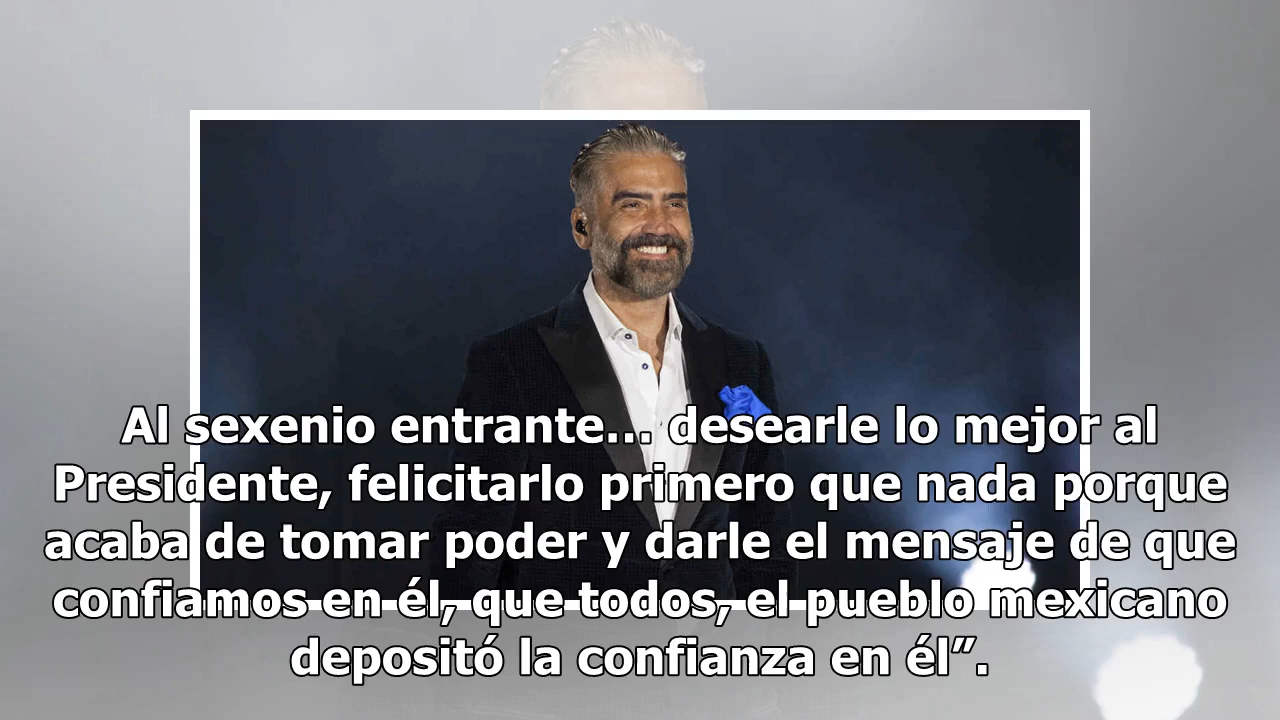 Al sexenio entrante... desearle lo mejor al
Presidente, felicitarlo primero que nada porque
acaba de tomar poder y darle el mensaje de que
confiamos en él, que todos, el pueblo mexicano
depositó la confianza en él”.